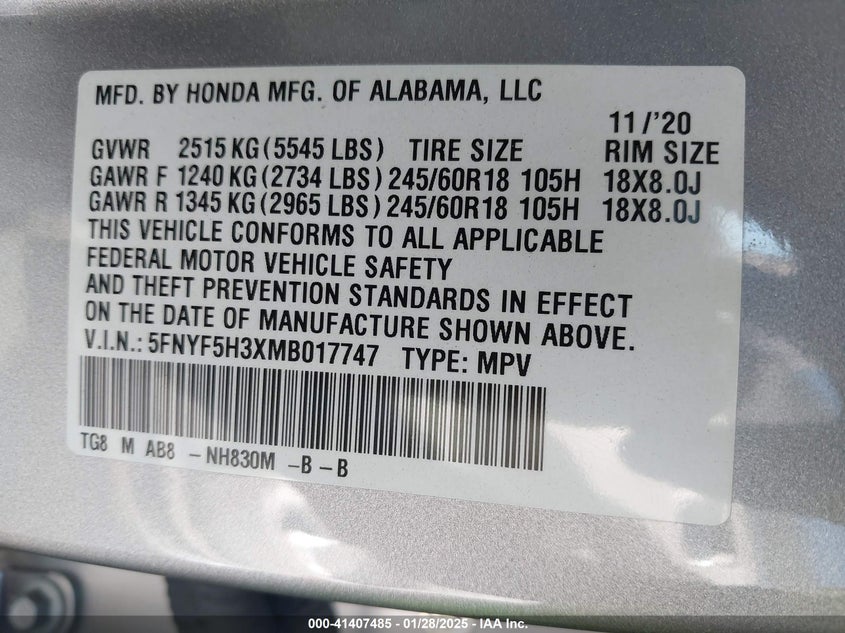 MFD. BY HONDA MFG. OF ALABAMA, LLC
11/'20
GVWR 2515 KG (5545 LBS) TIRE SIZE RIM SIZE
GAWR F 1240 KG (2734 LBS) 245/60R18 105H 18X8.0J
GAWR R 1345 KG (2965 LBS) 245/60R18 105H 18X8.0J
THIS VEHICLE CONFORMS TO ALL APPLICABLE
FEDERAL MOTOR VEHICLE SAFETY
AND THEFT PREVENTION STANDARDS IN EFFECT
ON THE DATE OF MANUFACTURE SHOWN ABOVE.
V.I.N.: 5FNYF5H3XMB017747 TYPE: MPV
TG8 M AB8 -NH830M -B -B
000-41407485 — 01/28/2025 — IAA Inc.